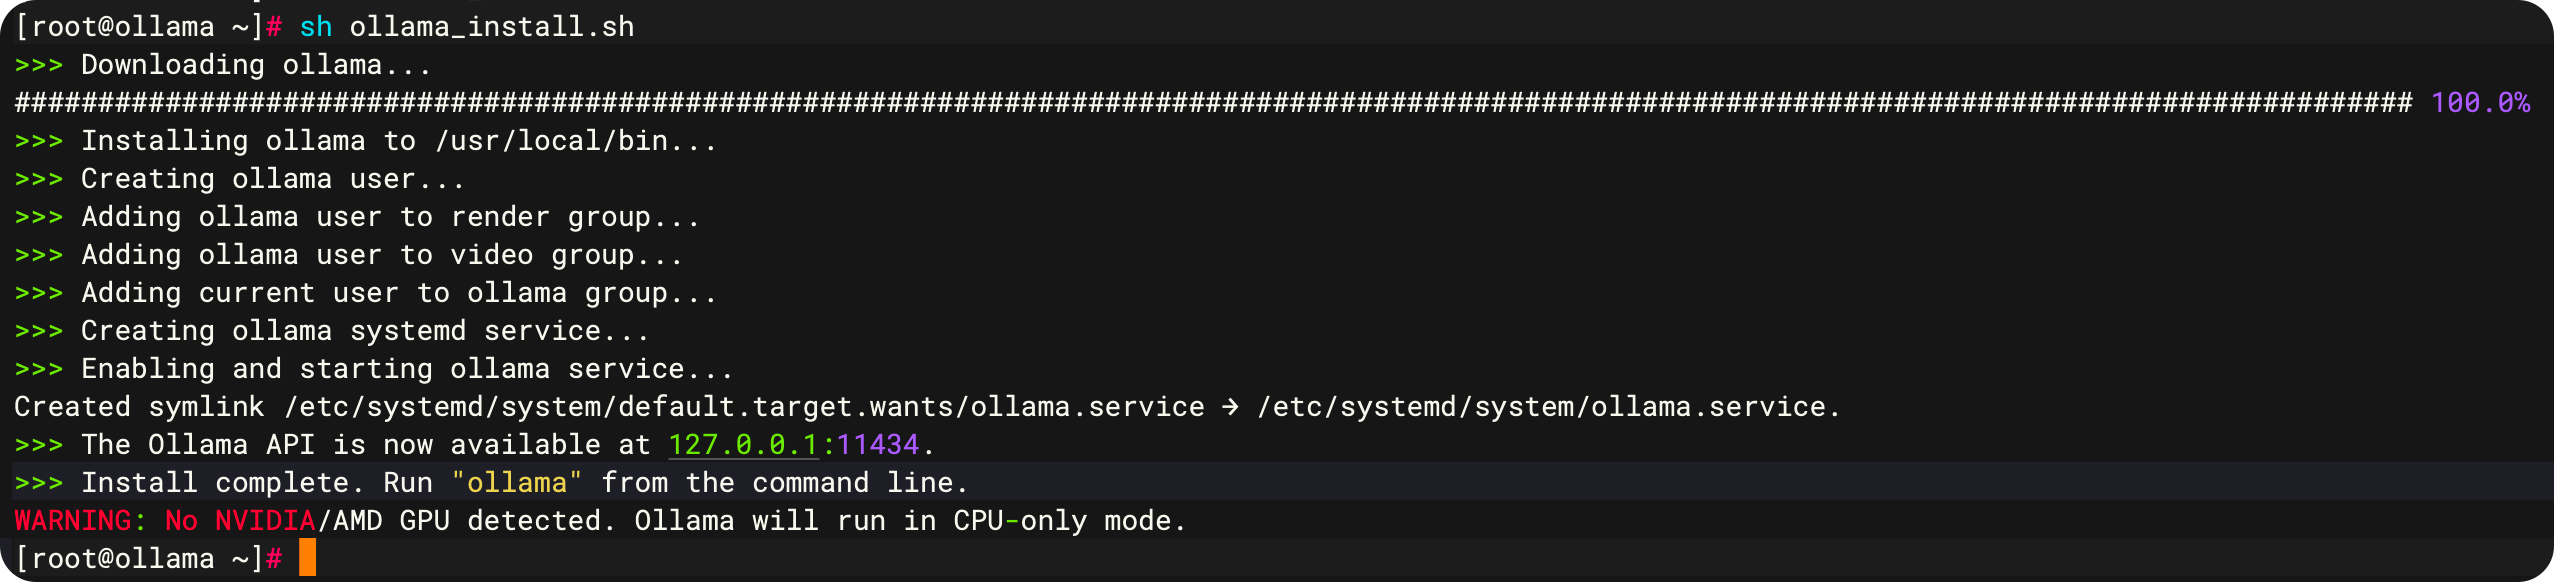 [root@ollama ~]# sh ollama_install.sh
>>> Downloading ollama...
############################################################################################################################################### 100.0%
>>> Installing ollama to /usr/local/bin...
>>> Creating ollama user...
>>> Adding ollama user to render group...
>>> Adding ollama user to video group...
>>> Adding current user to ollama group...
>>> Creating ollama systemd service...
>>> Enabling and starting ollama service...
Created symlink /etc/systemd/system/default.target.wants/ollama.service → /etc/systemd/system/ollama.service.
>>> The Ollama API is now available at 127.0.0.1:11434.
>>> Install complete. Run "ollama" from the command line.
WARNING: No NVIDIA/AMD GPU detected. Ollama will run in CPU-only mode.
[root@ollama ~]#